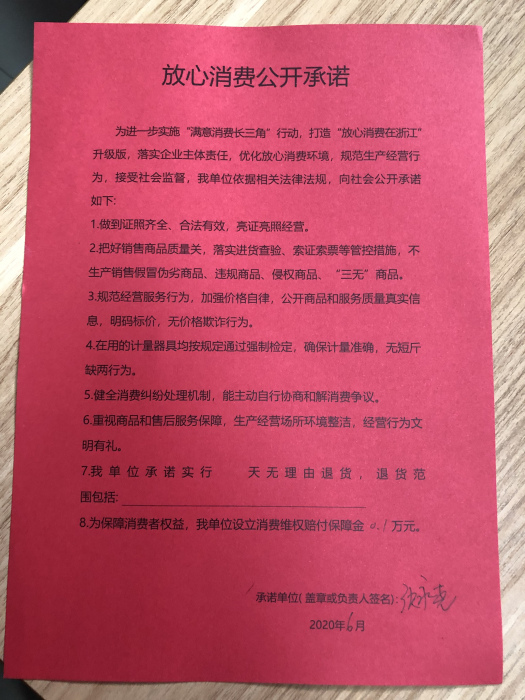 放心消费公开承诺
为进一步实施“满意消费长三角”行动，打造“放心消费在浙江”
升级版，落实企业主体责任，优化放心消费环境，规范生产经营行
为，接受社会监督，我单位依据相关法律法规，向社会公开承诺
如下:
1.做到证照齐全、合法有效，亮证亮照经营。
2.把好销售商品质量关，落实进货查验、索证索票等管控措施，不
生产销售假冒伪劣商品、违规商品、侵权商品、“三无”商品。
3.规范经营服务行为，加强价格自律，公开商品和服务质量真实信
息，明码标价，无价格欺诈行为。
4.在用的计量器具均按规定通过强制检定，确保计量准确，无短斤
缺两行为。
5.健全消费纠纷处理机制，能主动自行协商和解消费争议。
6.重视商品和售后服务保障，生产经营场所环境整洁，经营行为文
明有礼。
7.我单位承诺实行 天无理由退货，退货范
围包括:
8.为保障消费者权益，我单位设立消费维权赔付保障金 0.1 万元。
承诺单位(盖章或负责人签名):
2020年6月